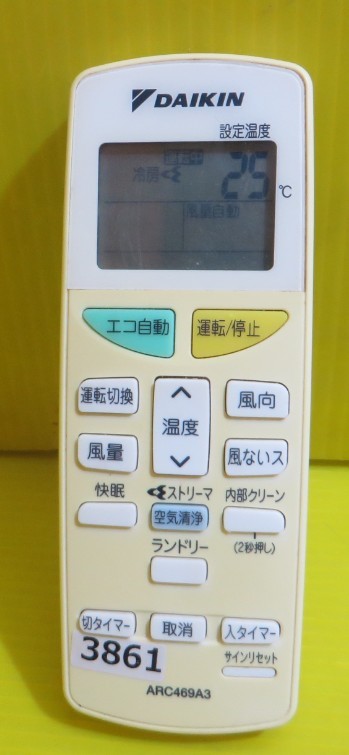 DAIKIN
設定温度
運転中
冷房 25 ℃
風量自動
エコ自動 運転/停止
運転切換 温度 風向
風量 風ないス
快眠 ストリーマ 空気清浄 内部クリーン
(2秒押し)
ランドリー
切タイマー 取消 入タイマー
3861 サインリセット
ARC469A3